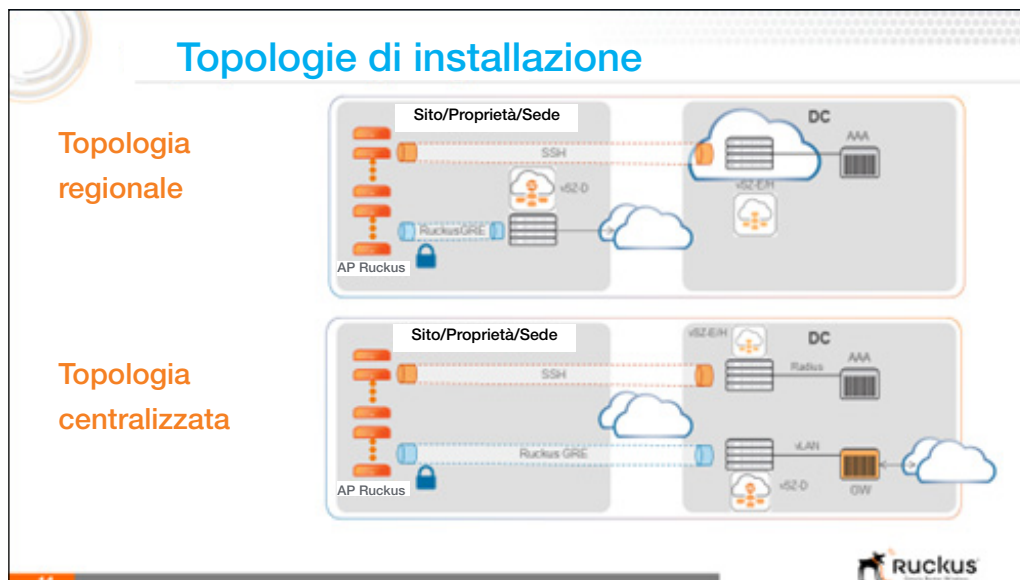 Topologie di installazione
Topologia
regionale
Sito/Proprietà/Sede
DC
AAA
SSH
vSZ-D
vSZ-E/H
RuckusGRE
AP Ruckus
Topologia
centralizzata
Sito/Proprietà/Sede
vSZ-E/H
DC
AAA
Radius
SSH
Ruckus GRE
vLAN
vSZ-D
GW
AP Ruckus
RUCKUS